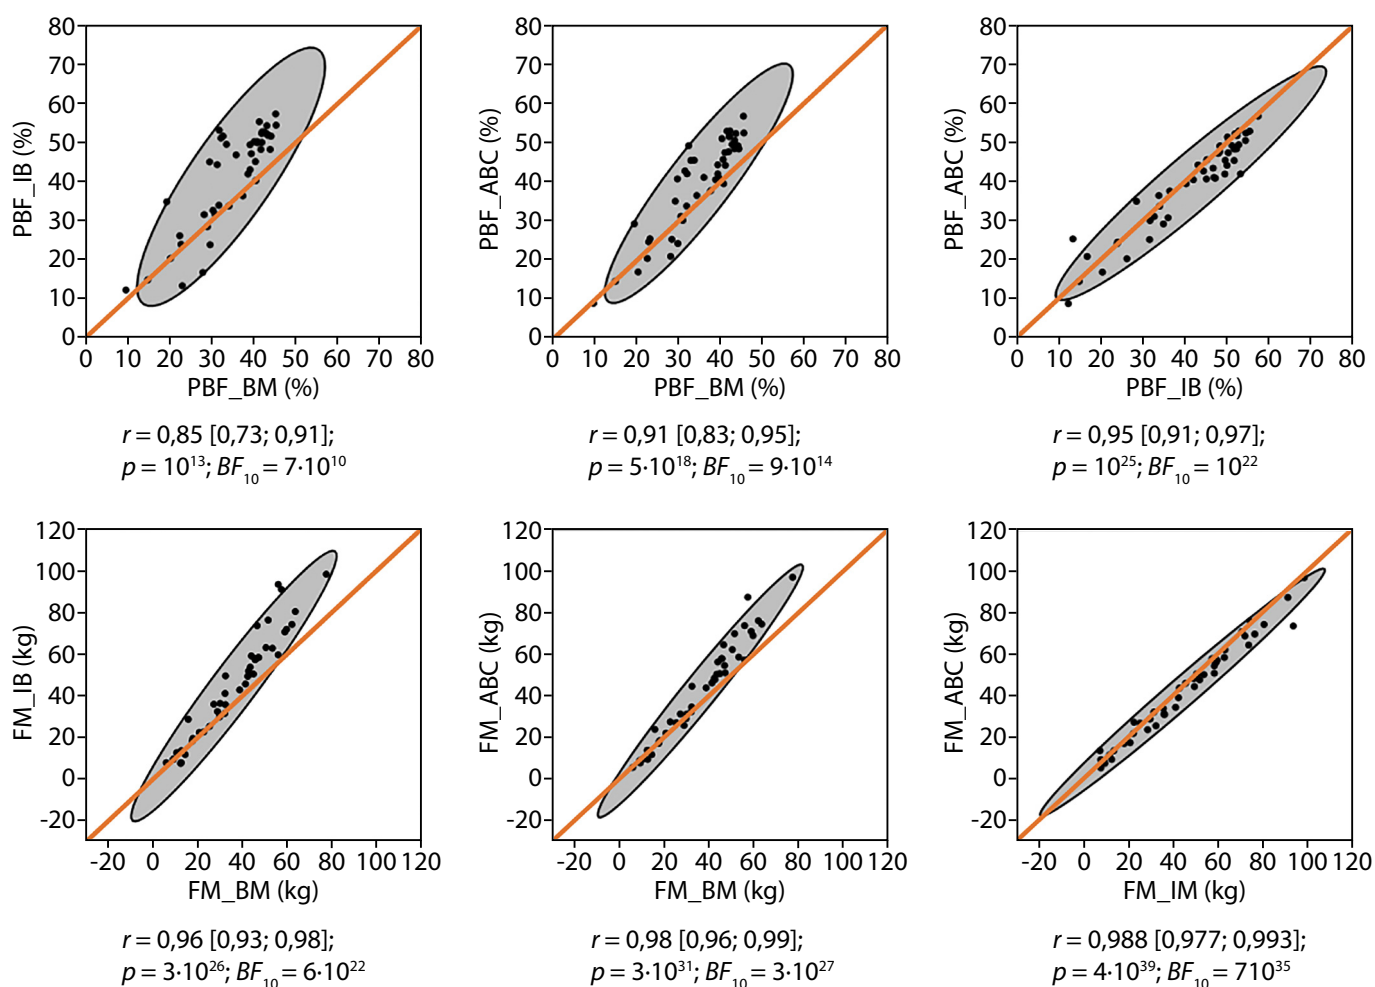 80
70
60
50
40
30
20
10
0
PBF_IB (%)
0 10 20 30 40 50 60 70 80
PBF_BM (%)
r = 0,85 [0,73; 0,91];
p = 10¹³; BF₁₀ = 7·10¹⁰
80
70
60
50
40
30
20
10
0
PBF_ABC (%)
0 10 20 30 40 50 60 70 80
PBF_BM (%)
r = 0,91 [0,83; 0,95];
p = 5·10¹⁸; BF₁₀ = 9·10¹⁴
80
70
60
50
40
30
20
10
0
PBF_ABC (%)
0 10 20 30 40 50 60 70 80
PBF_IB (%)
r = 0,95 [0,91; 0,97];
p = 10²⁵; BF₁₀ = 10²²
120
100
80
60
40
20
0
-20
FM_IB (kg)
-20 0 20 40 60 80 100 120
FM_BM (kg)
r = 0,96 [0,93; 0,98];
p = 3·10²⁶; BF₁₀ = 6·10²²
120
100
80
60
40
20
0
-20
FM_ABC (kg)
-20 0 20 40 60 80 100 120
FM_BM (kg)
r = 0,98 [0,96; 0,99];
p = 3·10³¹; BF₁₀ = 3·10²⁷
120
100
80
60
40
20
0
-20
FM_ABC (kg)
-20 0 20 40 60 80 100 120
FM_IM (kg)
r = 0,988 [0,977; 0,993];
p = 4·10³⁹; BF₁₀ = 710³⁵